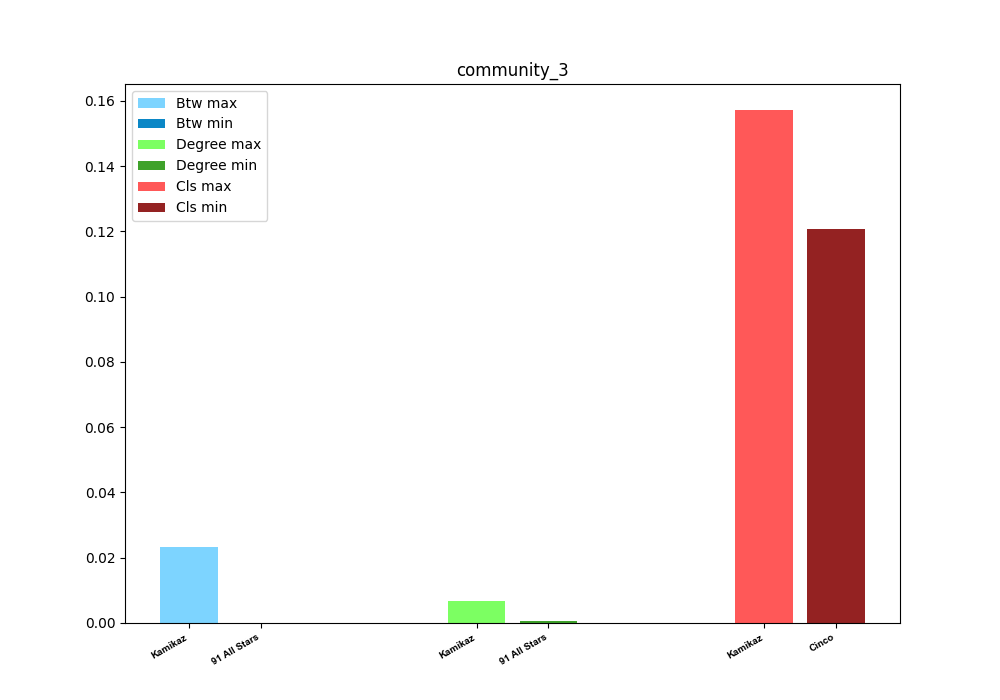 community_3
0.16
0.14
0.12
0.10
0.08
0.06
0.04
0.02
0.00
Btw max
Btw min
Degree max
Degree min
Cls max
Cls min
Kamikaz
91 All Stars
Kamikaz
91 All Stars
Kamikaz
Cinco